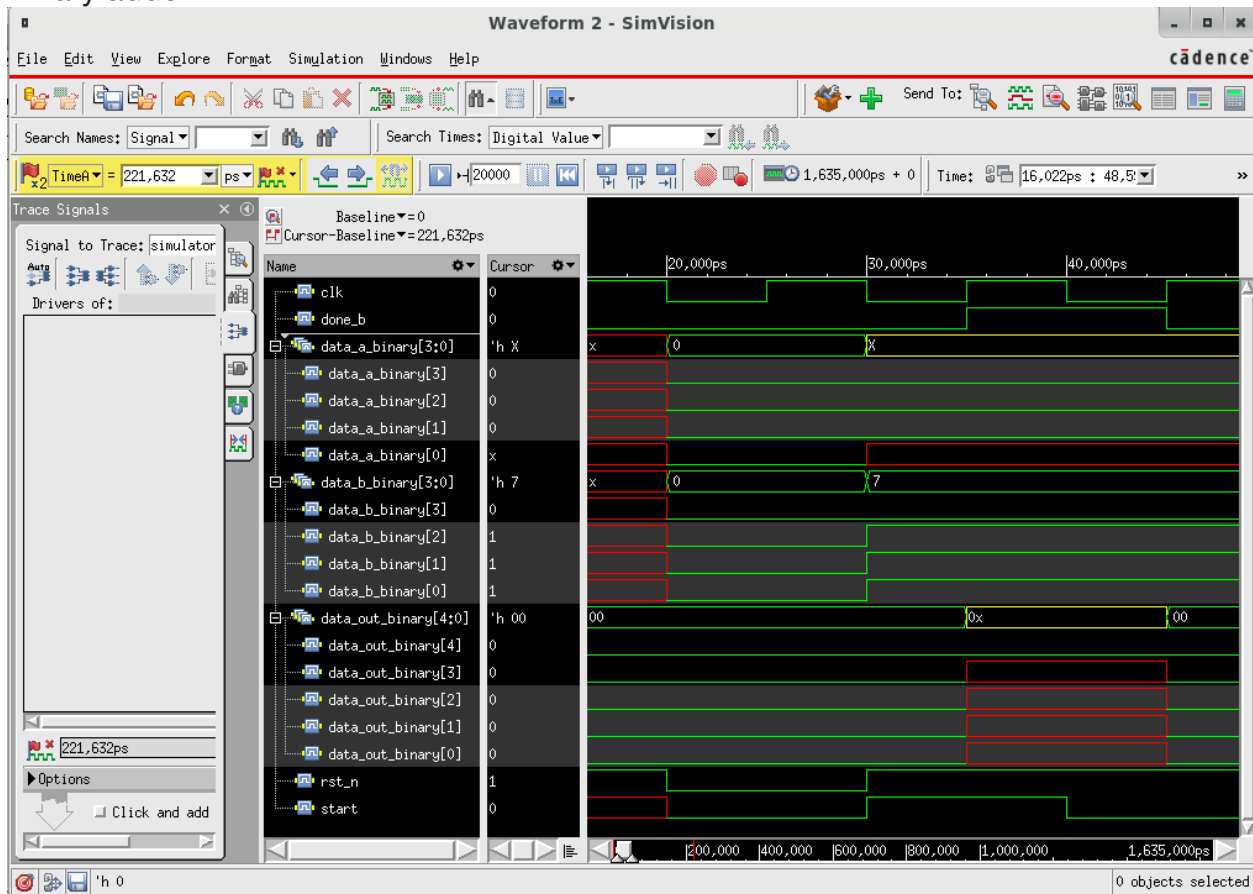 Waveform 2 - SimVision
File Edit View Explore Format Simulation Windows Help
cādence
Send To:
Search Names: Signal Search Times: Digital Value
x2 TimeA = 221,632 ps 20000 1,635,000ps + 0 Time: 16,022ps : 48,5
Trace Signals
Signal to Trace: simulator
Auto
Drivers of:
221,632ps
Options
Click and add
Baseline = 0
Cursor-Baseline = 221,632ps
Name Cursor
20,000ps 30,000ps 40,000ps
clk 0
done_b 0
data_a_binary[3:0] 'h X x 0 X
data_a_binary[3] 0
data_a_binary[2] 0
data_a_binary[1] 0
data_a_binary[0] x
data_b_binary[3:0] 'h 7 x 0 7
data_b_binary[3] 0
data_b_binary[2] 1
data_b_binary[1] 1
data_b_binary[0] 1
data_out_binary[4:0] 'h 00 00 0x 00
data_out_binary[4] 0
data_out_binary[3] 0
data_out_binary[2] 0
data_out_binary[1] 0
data_out_binary[0] 0
rst_n 1
start 0
200,000 400,000 600,000 800,000 1,000,000 1,635,000ps
'h 0 0 objects selected